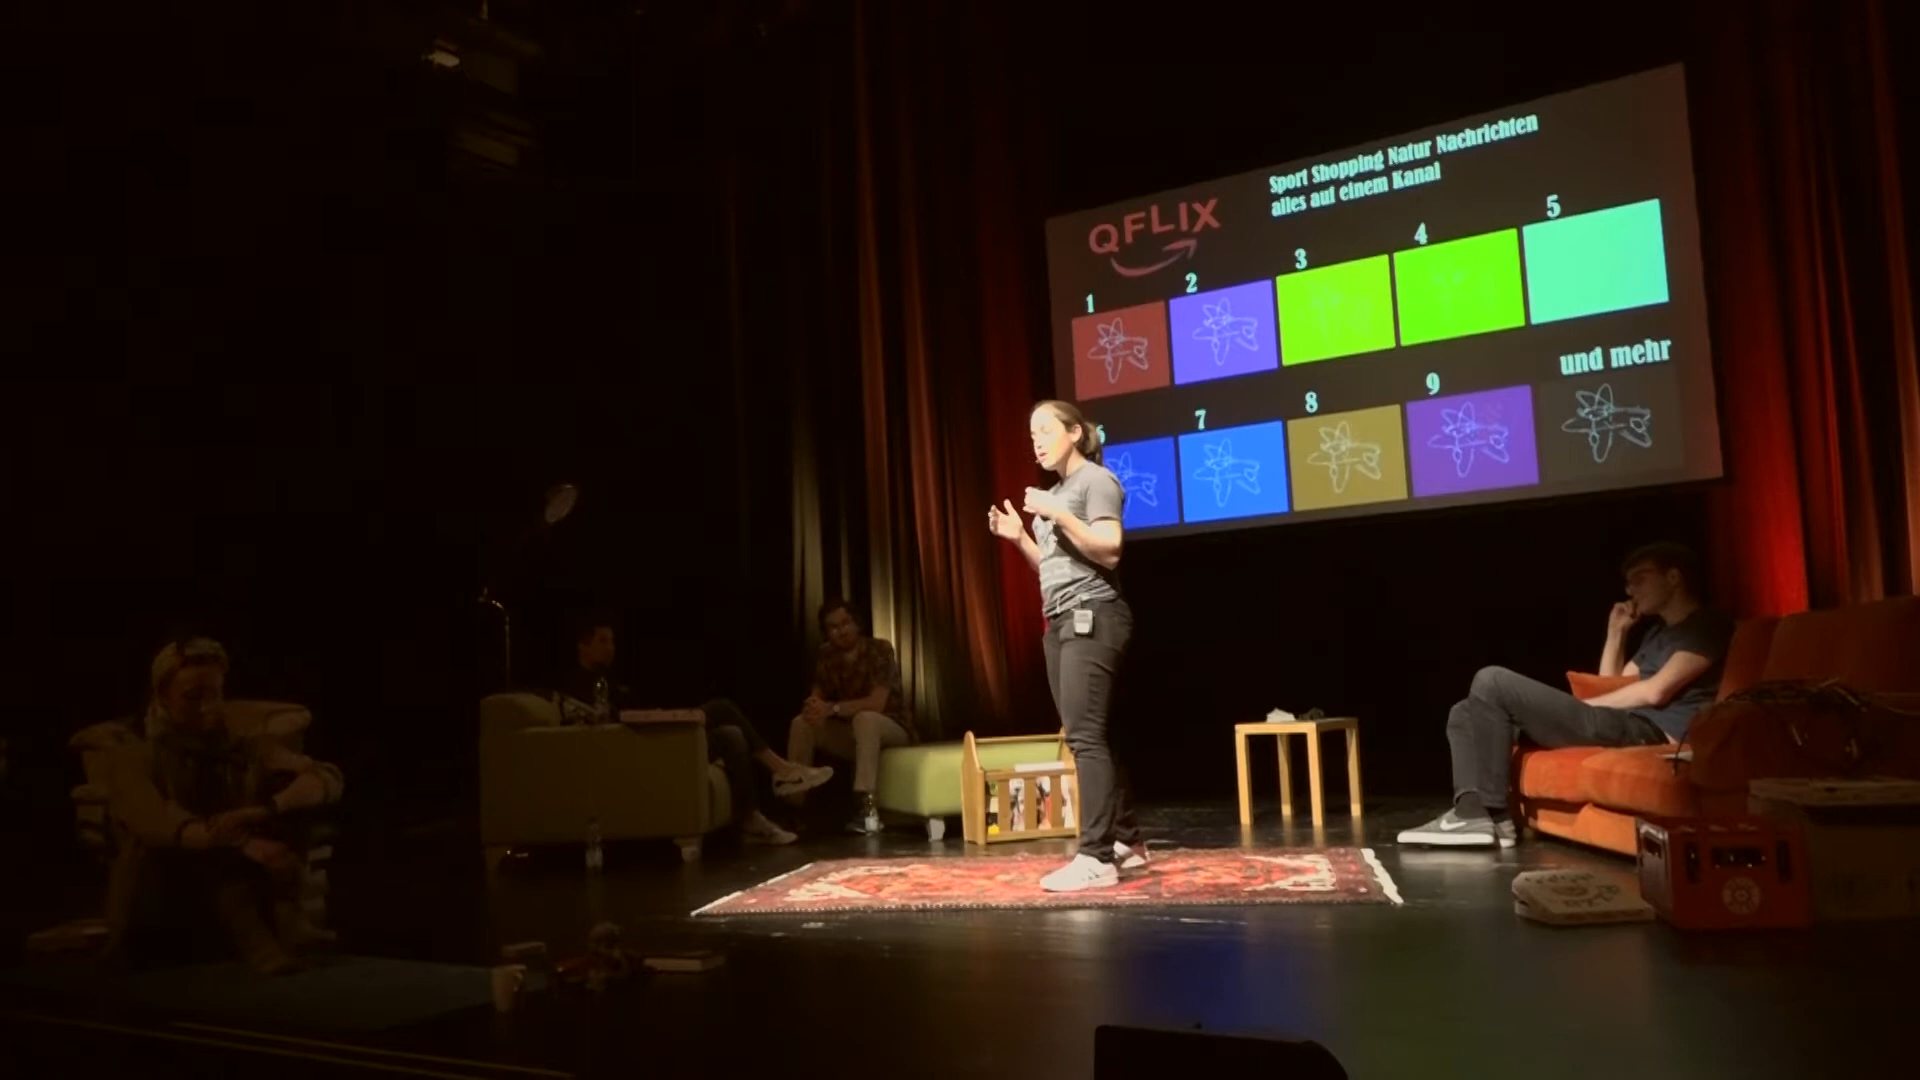 Sport Shopping Natur Nachrichten
alles auf einem Kanal
QFLIX
1 2 3 4 5
und mehr
6 7 8 9